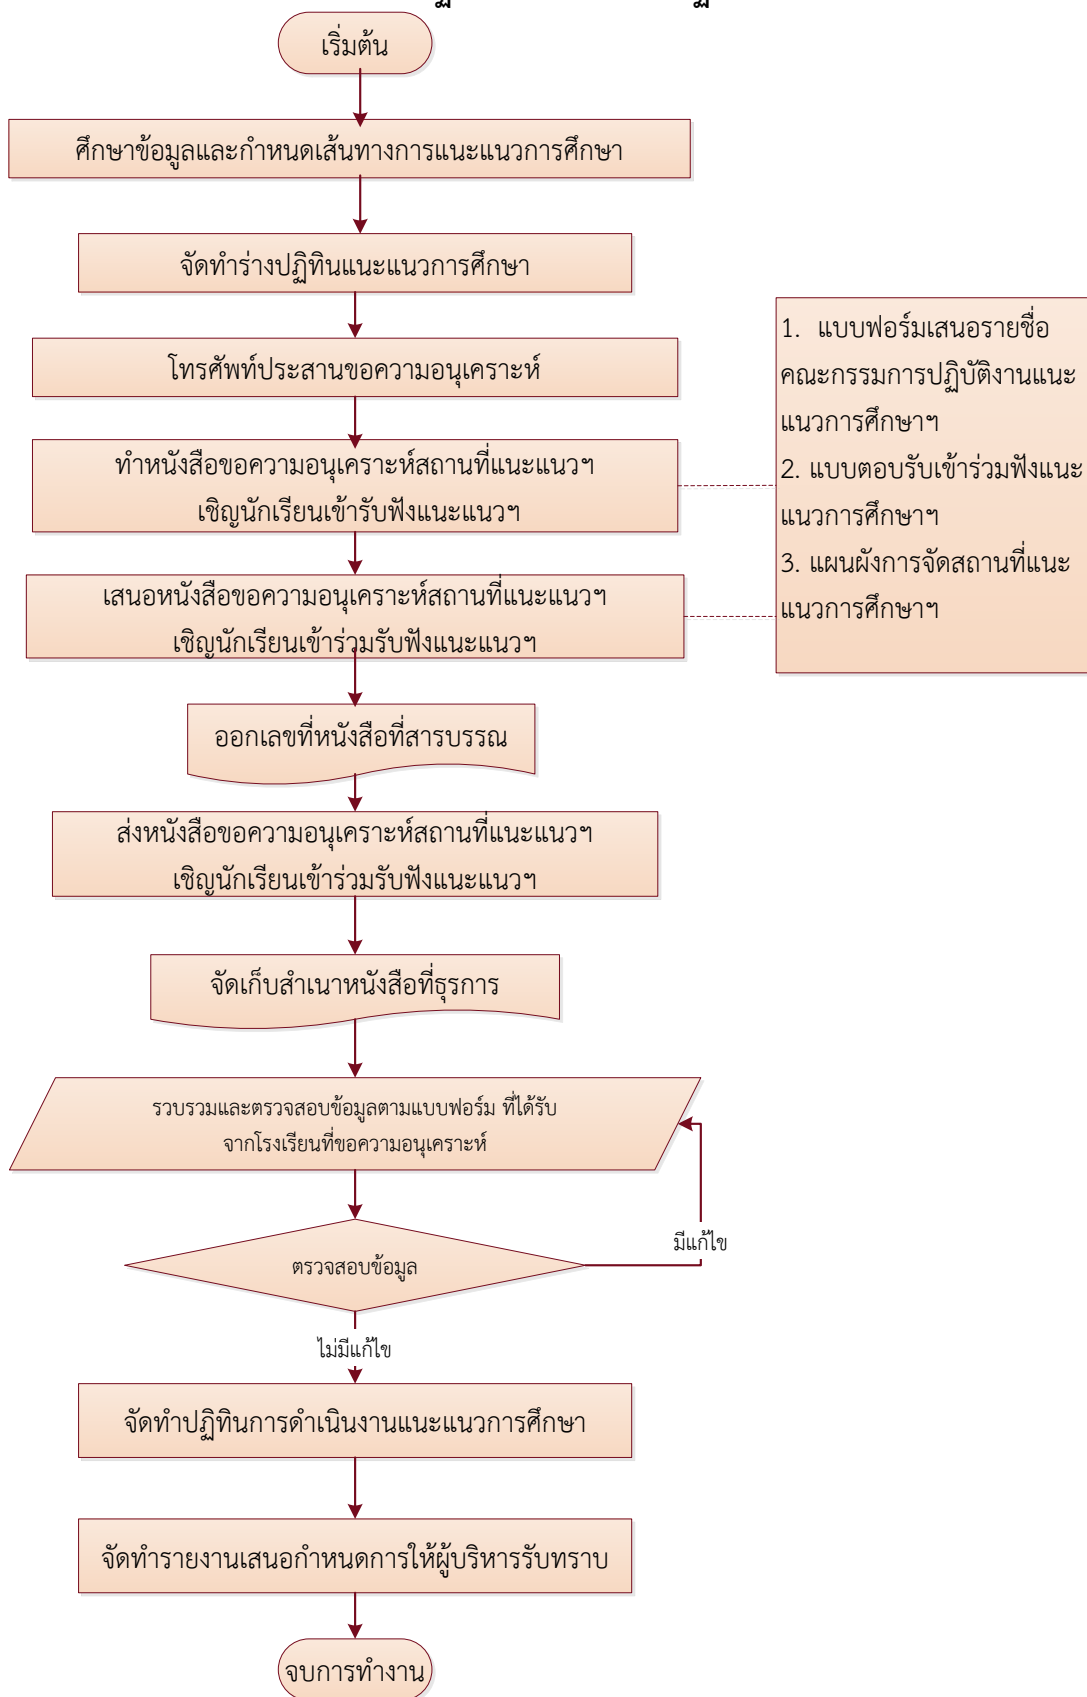 เริ่มต้น
ศึกษาข้อมูลและกำหนดเส้นทางการแนะแนวการศึกษา
จัดทำร่างปฏิทินแนะแนวการศึกษา
โทรศัพท์ประสานขอความอนุเคราะห์
ทำหนังสือขอความอนุเคราะห์สถานที่แนะแนวฯ
เชิญนักเรียนเข้ารับฟังแนะแนวฯ
เสนอหนังสือขอความอนุเคราะห์สถานที่แนะแนวฯ
เชิญนักเรียนเข้าร่วมรับฟังแนะแนวฯ
1. แบบฟอร์มเสนอรายชื่อ
คณะกรรมการปฏิบัติงานแนะ
แนวการศึกษาฯ
2. แบบตอบรับเข้าร่วมฟังแนะ
แนวการศึกษาฯ
3. แผนผังการจัดสถานที่แนะ
แนวการศึกษาฯ
ออกเลขที่หนังสือที่สารบรรณ
ส่งหนังสือขอความอนุเคราะห์สถานที่แนะแนวฯ
เชิญนักเรียนเข้าร่วมรับฟังแนะแนวฯ
จัดเก็บสำเนาหนังสือที่ธุรการ
รวบรวมและตรวจสอบข้อมูลตามแบบฟอร์ม ที่ได้รับ
จากโรงเรียนที่ขอความอนุเคราะห์
มีแก้ไข
ตรวจสอบข้อมูล
ไม่มีแก้ไข
จัดทำปฏิทินการดำเนินงานแนะแนวการศึกษา
จัดทำรายงานเสนอกำหนดการให้ผู้บริหารรับทราบ
จบการทำงาน